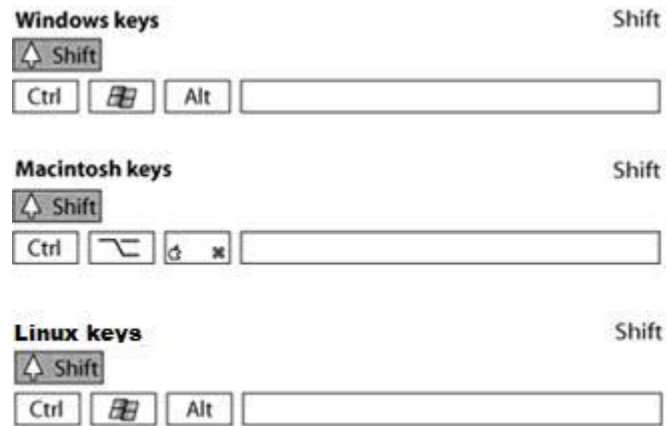 Windows keys Shift
Shift
Ctrl Alt
Macintosh keys Shift
Shift
Ctrl ⌥ ⌘
Linux keys Shift
Shift
Ctrl Alt